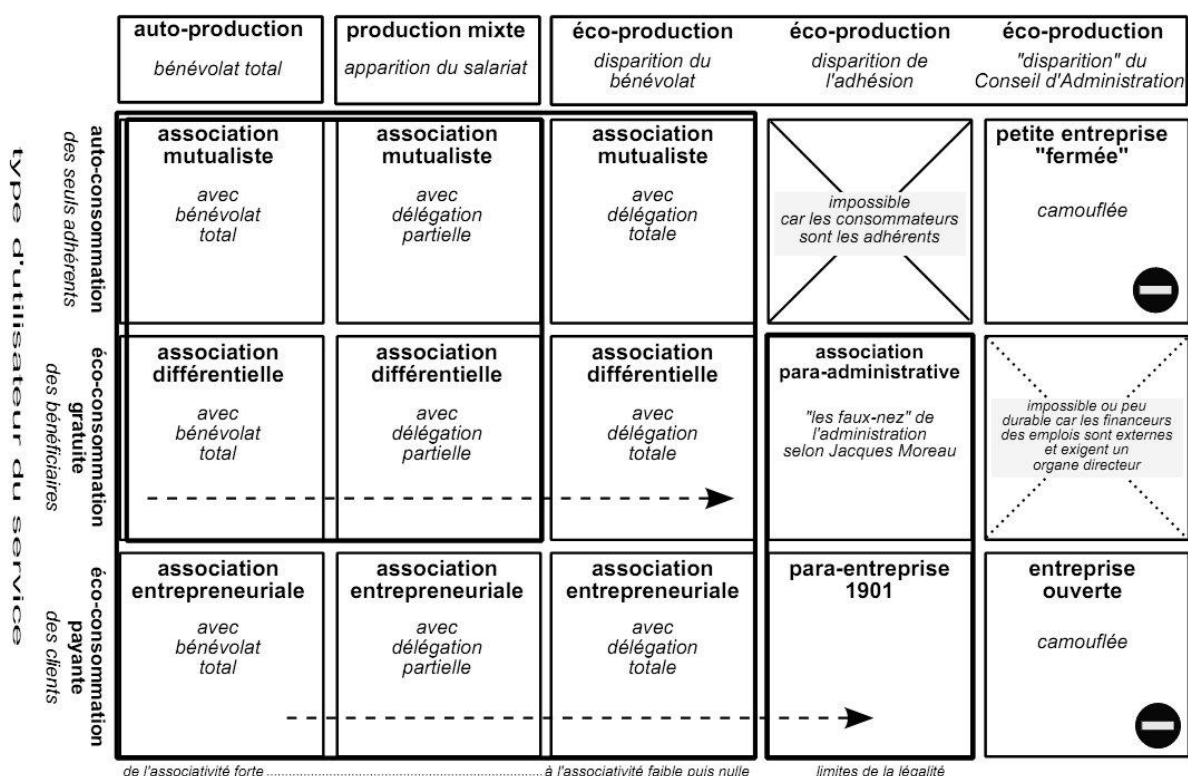 auto-production
bénévolat total
production mixte
apparition du salariat
éco-production
disparition du
bénévolat
éco-production
disparition de
l'adhésion
éco-production
"disparition" du
Conseil d'Administration
type d'utilisateur du service
auto-consommation
des seuls adhérents
association
mutualiste
avec
bénévolat
total
association
mutualiste
avec
délégation
partielle
association
mutualiste
avec
délégation
totale
impossible
car les consommateurs
sont les adhérents
petite entreprise
"fermée"
camouflée
éco-consommation
gratuite
des bénéficiaires
association
différentielle
avec
bénévolat
total
association
différentielle
avec
délégation
partielle
association
différentielle
avec
délégation
totale
association
para-administrative
"les faux-nez" de
l'administration
selon Jacques Moreau
impossible ou peu
durable car les financeurs
des emplois sont externes
et exigent un
organe directeur
éco-consommation
payante
des clients
association
entrepreneuriale
avec
bénévolat
total
association
entrepreneuriale
avec
délégation
partielle
association
entrepreneuriale
avec
délégation
totale
para-entreprise
1901
entreprise
ouverte
camouflée
de l'associativité forte ........................................................ à l'associativité faible puis nulle
limites de la légalité